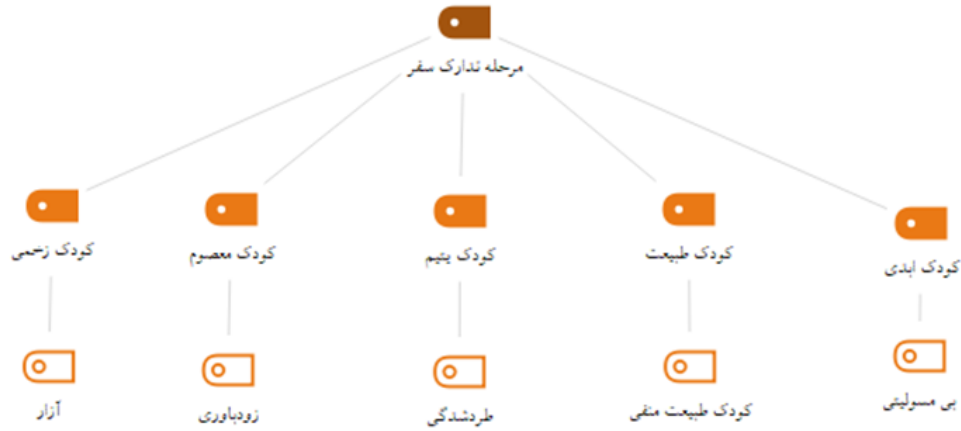 مرحله تدارک سفر
کودک ابدی
کودک طبیعت
کودک یتیم
کودک معصوم
کودک زخمی
بی مسولیتی
کودک طبیعت منفی
طردشدگی
زودباوری
آزار